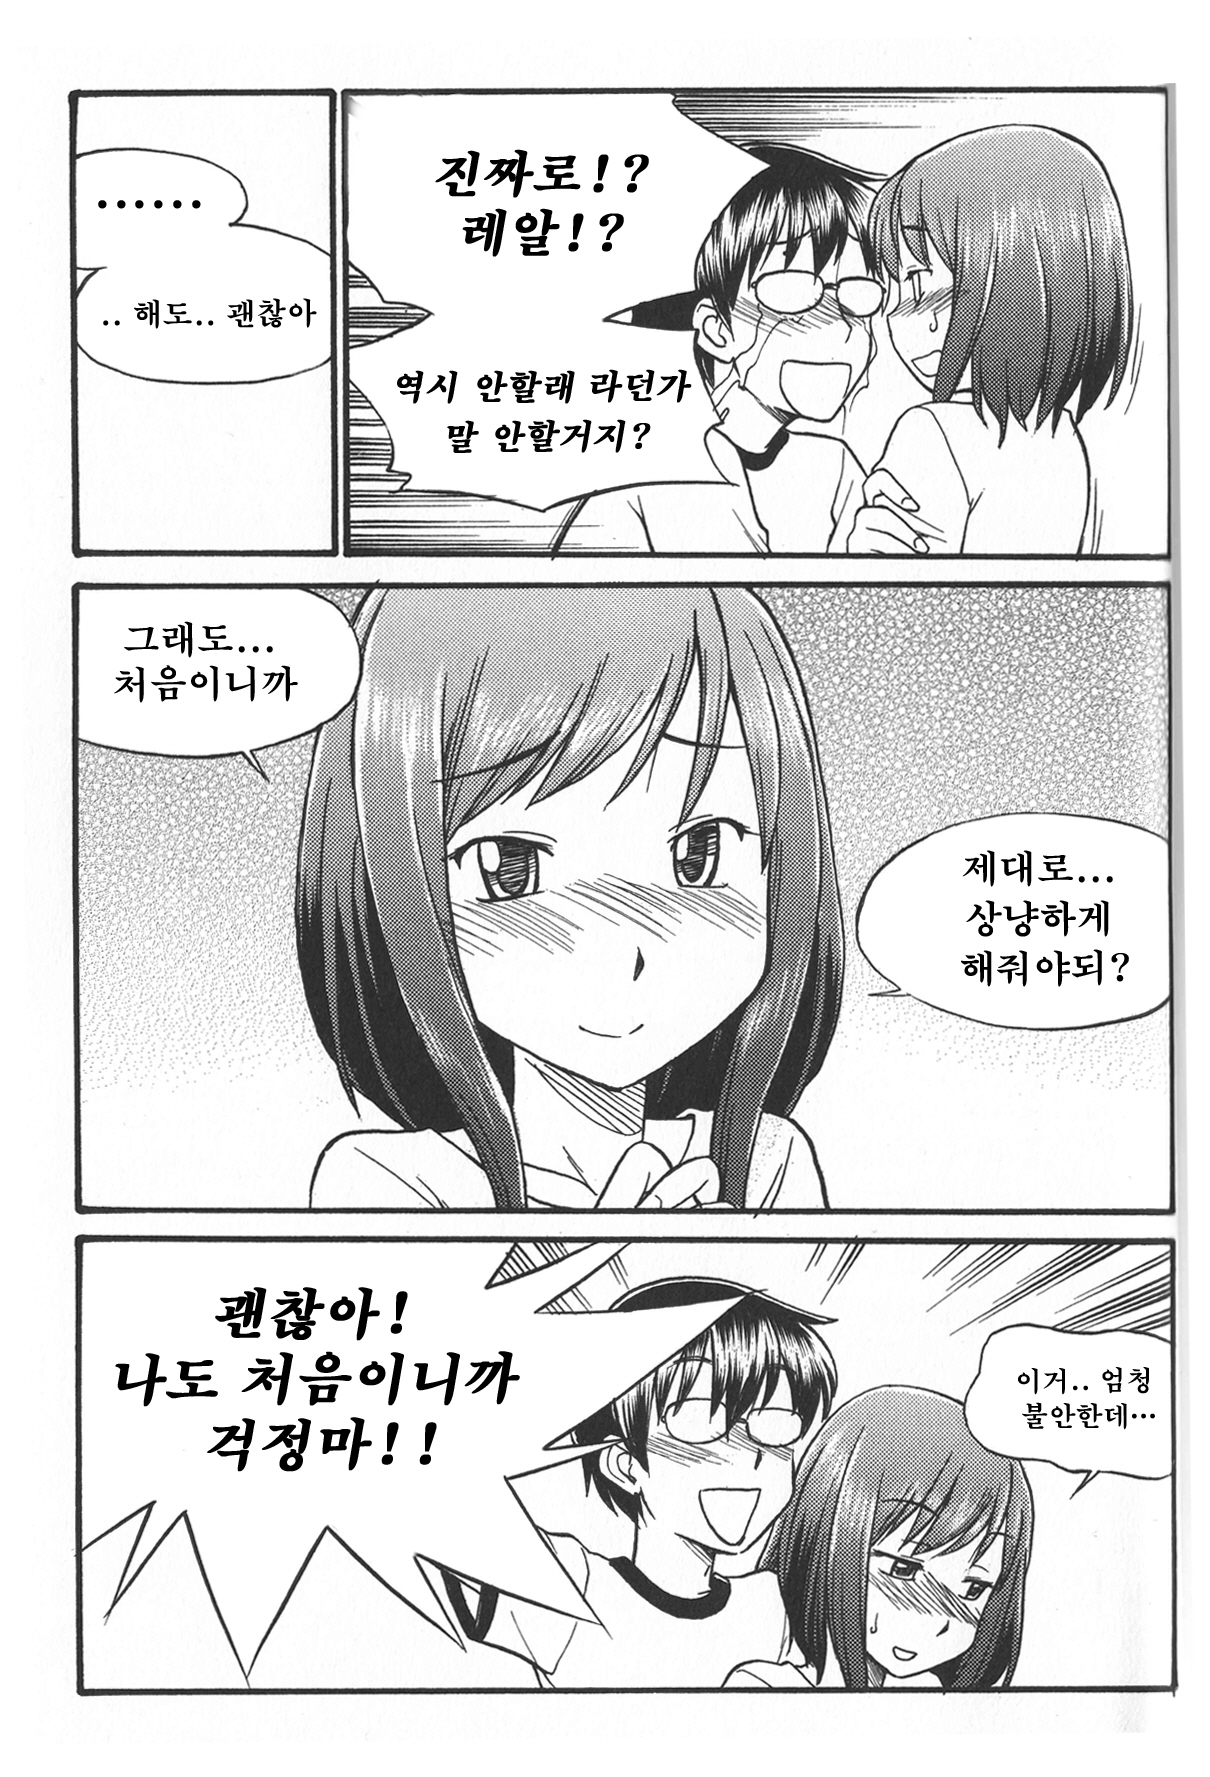 ......
.. 해도.. 괜찮아
진짜로!?
레알!?
역시 안할래 라던가
말 안할거지?
그래도...
처음이니까
제대로...
상냥하게
해줘야되?
괜찮아!
나도 처음이니까
걱정마!!
이거.. 엄청
불안한데…